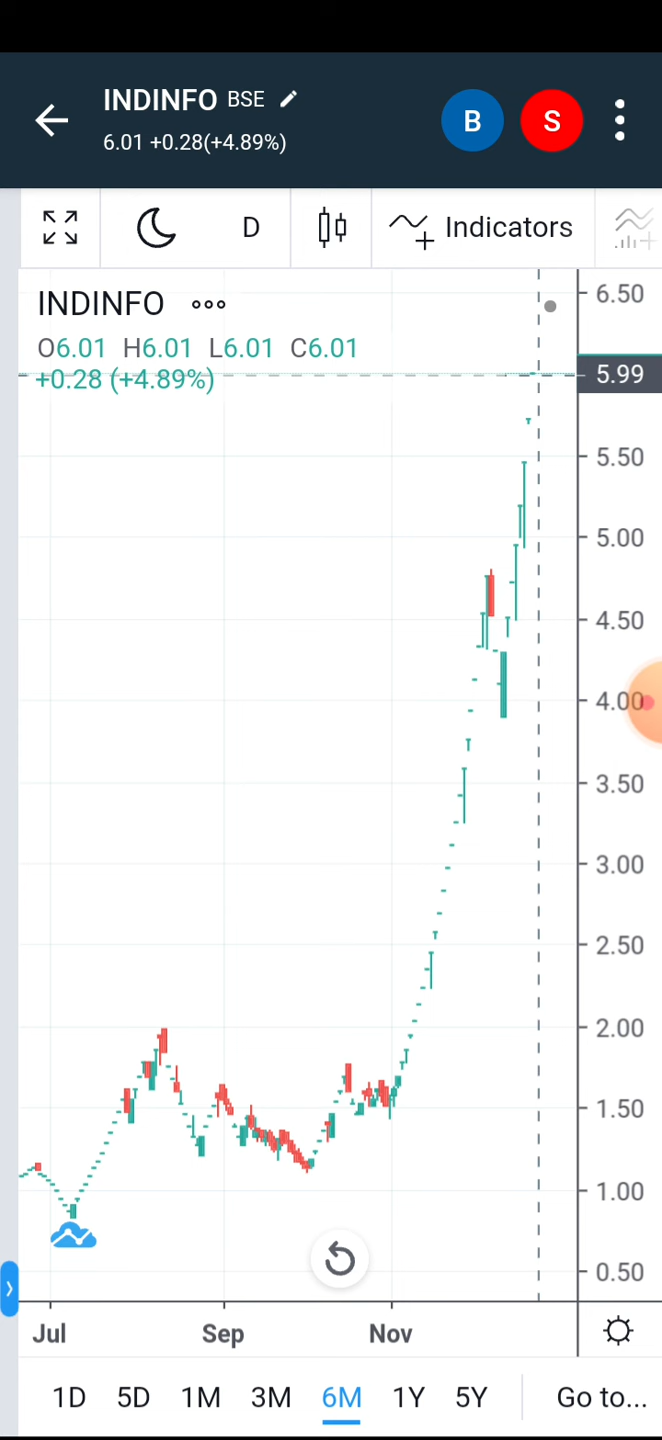 INDINFO BSE
6.01 +0.28(+4.89%)
B
S
D
Indicators
INDINFO
O6.01 H6.01 L6.01 C6.01
+0.28 (+4.89%)
6.50
5.99
5.50
5.00
4.50
4.00
3.50
3.00
2.50
2.00
1.50
1.00
0.50
Jul Sep Nov
1D 5D 1M 3M 6M 1Y 5Y Go to...